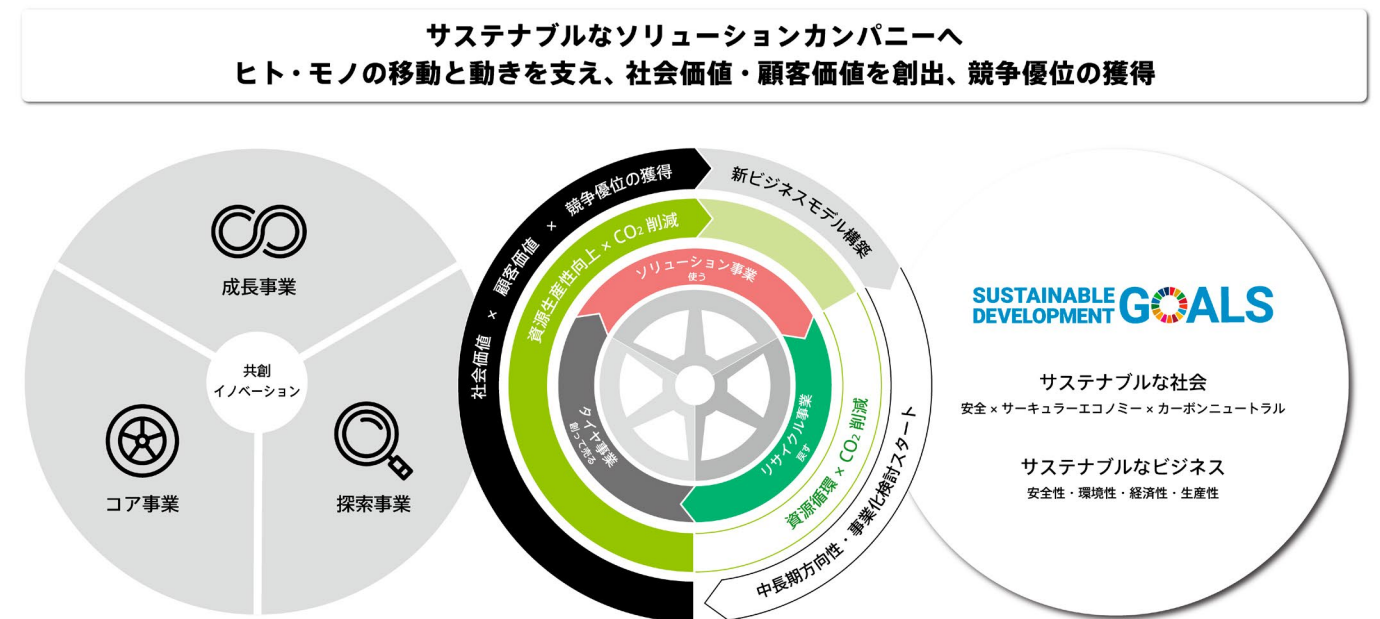 サステナブルなソリューションカンパニーへ
ヒト・モノの移動と動きを支え、社会価値・顧客価値を創出、競争優位の獲得
成長事業
共創
イノベーション
コア事業
探索事業
社会価値 × 顧客価値 × 競争優位の獲得
新ビジネスモデル構築
資源生産性向上 × CO₂ 削減
ソリューション事業
使う
タイヤ事業
創って売る
リサイクル事業
戻す
資源循環 × CO₂ 削減
中長期方向性・事業化検討スタート
SUSTAINABLE
DEVELOPMENT
GOALS
サステナブルな社会
安全 × サーキュラーエコノミー × カーボンニュートラル
サステナブルなビジネス
安全性・環境性・経済性・生産性